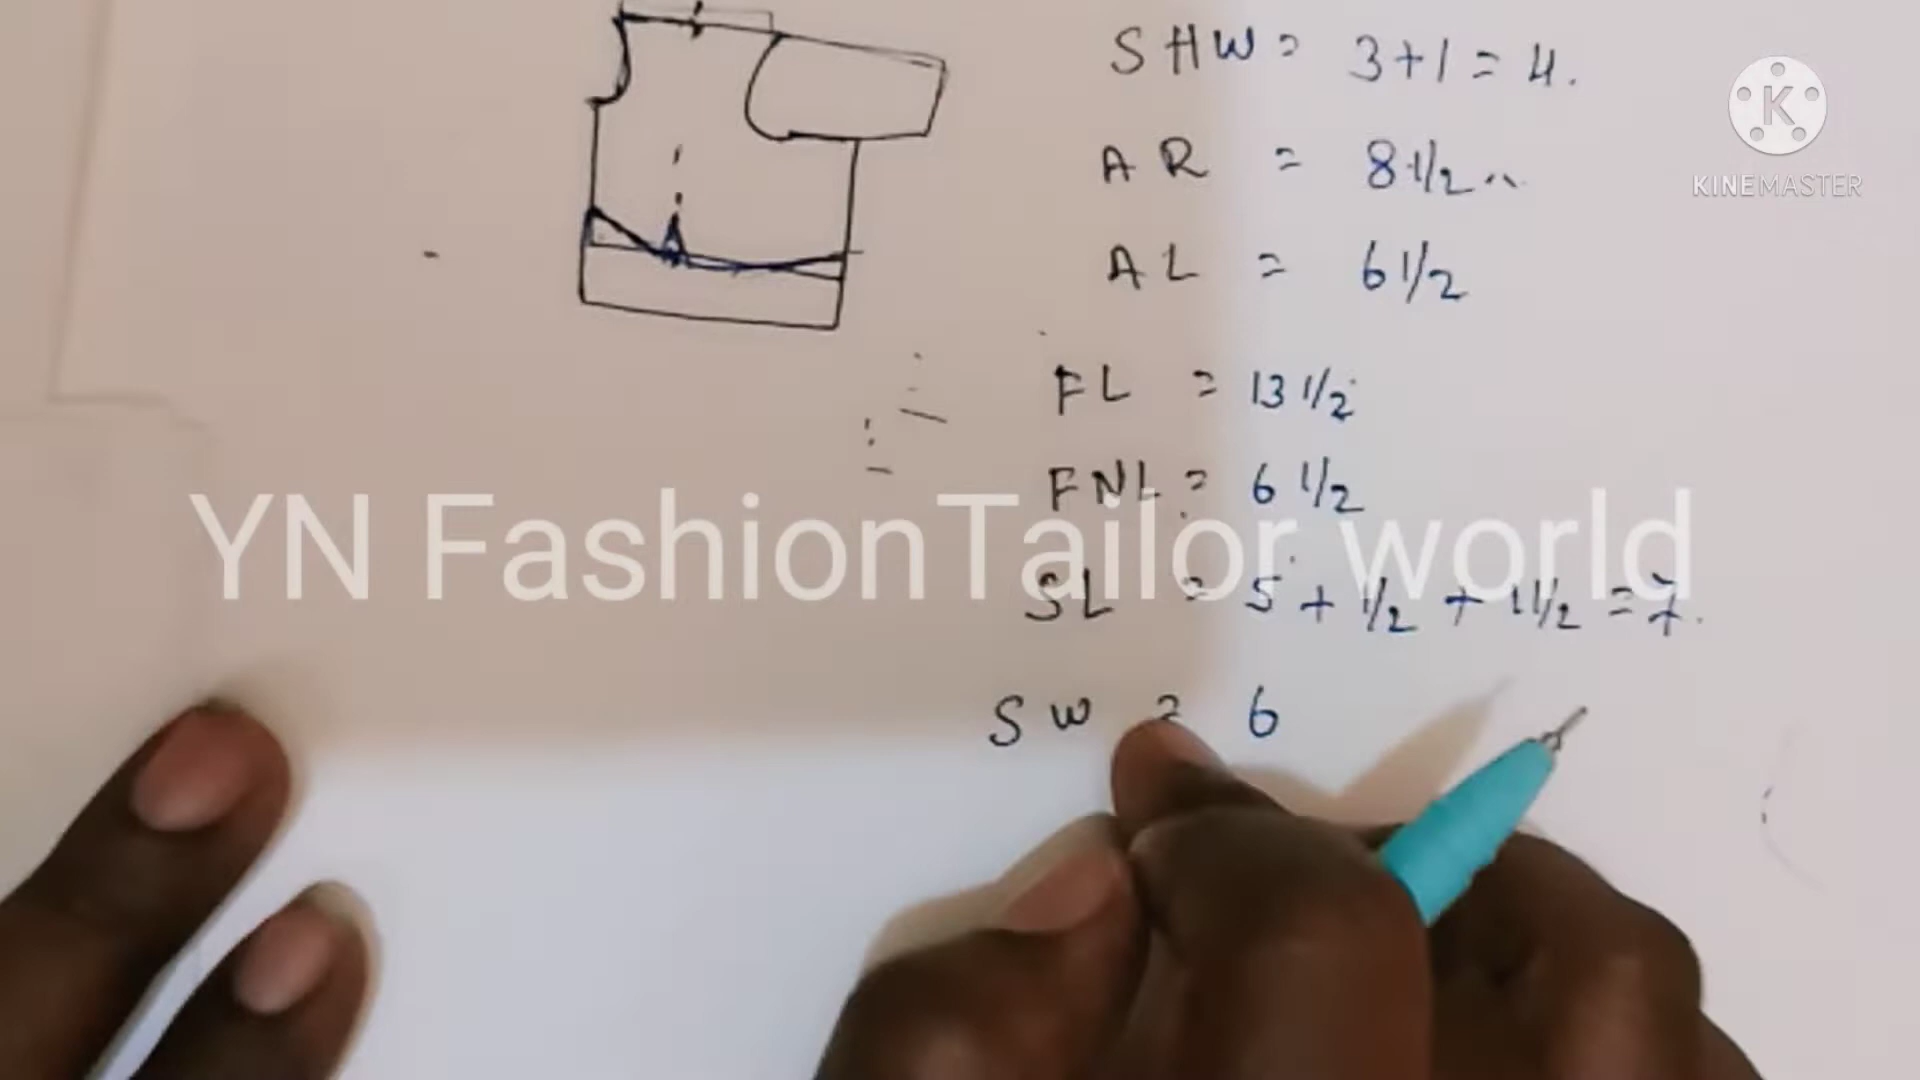 SHW = 3+1 = 4.
K
KINEMASTER
AR = 8 1/2"
AL = 6 1/2
FL = 13 1/2
FNL = 6 1/2
YN FashionTailor world
SL = 5 + 1/2 + 1 1/2 = 7.
SW = 6